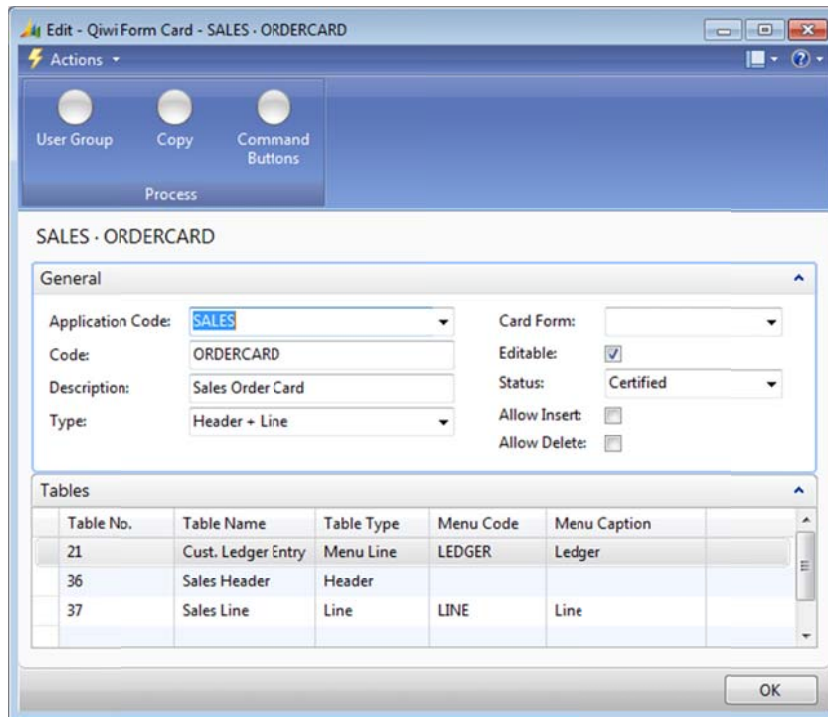 Edit - Qiwi Form Card - SALES · ORDERCARD
Actions
User Group Copy Command Buttons
Process
SALES · ORDERCARD
General
Application Code: SALES Card Form:
Code: ORDERCARD Editable:
Description: Sales Order Card Status: Certified
Type: Header + Line Allow Insert:
Allow Delete:
Tables
Table No. Table Name Table Type Menu Code Menu Caption
21 Cust. Ledger Entry Menu Line LEDGER Ledger
36 Sales Header Header
37 Sales Line Line LINE Line
OK